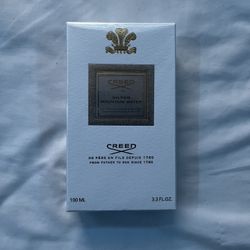 CREED
SILVER
MOUNTAIN WATER
CREED
DE PÈRE EN FILS DEPUIS 1760
FROM FATHER TO SON SINCE 1760
100 ML 3.3 FL.OZ.